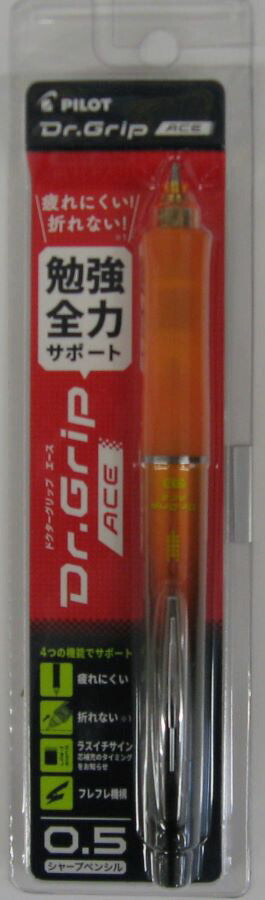 PILOT
Dr.Grip ACE
疲れにくい!
折れない!※1
勉強
全力
サポート
ドクターグリップ エース
Dr.Grip
ACE
4つの機能でサポート
疲れにくい
折れない※1
ラスイチサイン
芯補充のタイミング
をお知らせ
フレフレ機構
0.5
シャープペンシル